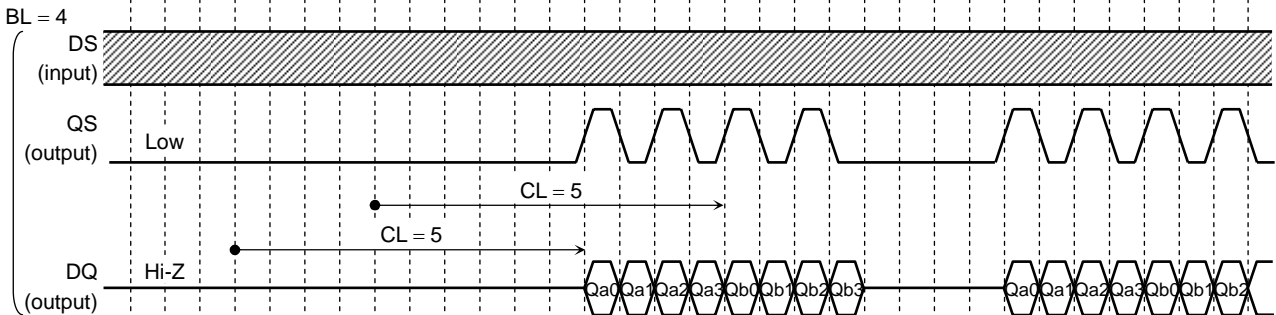 BL = 4
DS
(input)
QS
(output)
Low
CL = 5
CL = 5
DQ
(output)
Hi-Z
Qa0 Qa1 Qa2 Qa3 Qb0 Qb1 Qb2 Qb3
Qa0 Qa1 Qa2 Qa3 Qb0 Qb1 Qb2